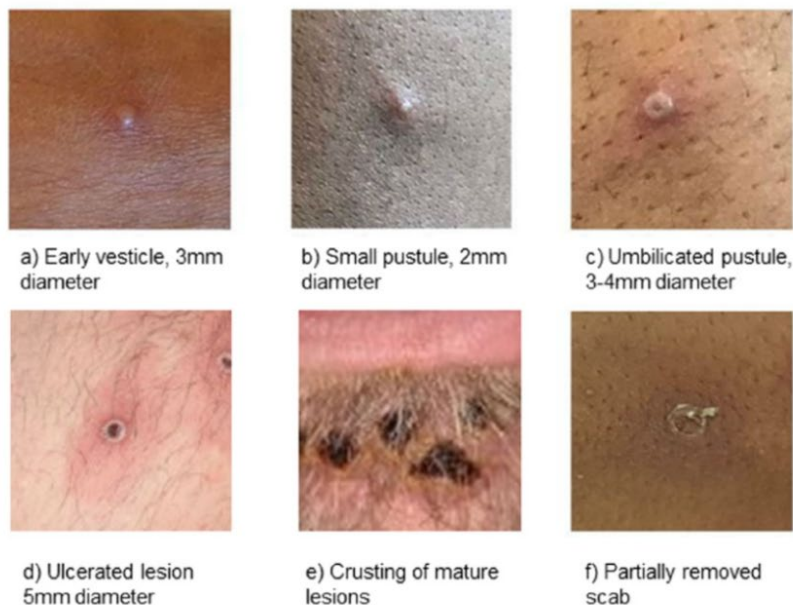 a) Early vesicle, 3mm
diameter
b) Small pustule, 2mm
diameter
c) Umbilicated pustule,
3-4mm diameter
d) Ulcerated lesion
5mm diameter
e) Crusting of mature
lesions
f) Partially removed
scab